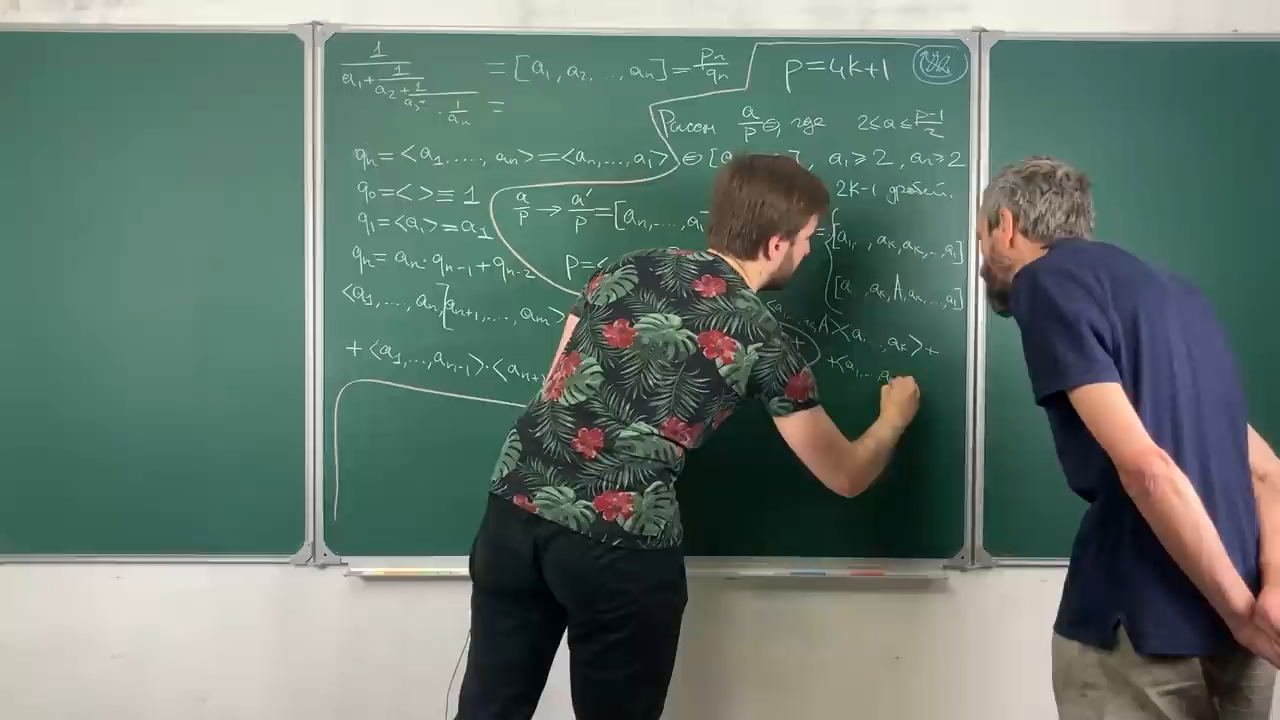 1/(a₁+1/(a₂+1/(a₃+...1/aₙ))) = [a₁, a₂, ..., aₙ] = pₙ/qₙ
=
qₙ = <a₁, ..., aₙ> = <aₙ, ..., a₁>
q₀ = < > ≡ 1
q₁ = <a₁> = a₁
qₙ = aₙ · qₙ₋₁ + qₙ₋₂
<a₁, ..., aₙ | aₙ₊₁, ..., aₘ>
+ <a₁, ..., aₙ₋₁> · <aₙ₊
p = 4k+1
Рассм a/p ⊜, где 2 ≤ a ≤ (p-1)/2
⊜ [a , a₁ ≥ 2, aₙ ≥ 2
2k-1 дробей.
a/p → a'/p = [aₙ, ..., a
= { [a₁, , aₖ, aₖ, .., a₁]
[a , aₖ, A, aₖ, ..., a₁]
p = <
A><a , ..., aₖ> +
+ <a₁, ..., a